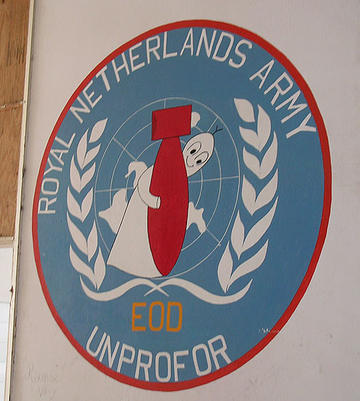 ROYAL NETHERLANDS ARMY
EOD
UNPROFOR